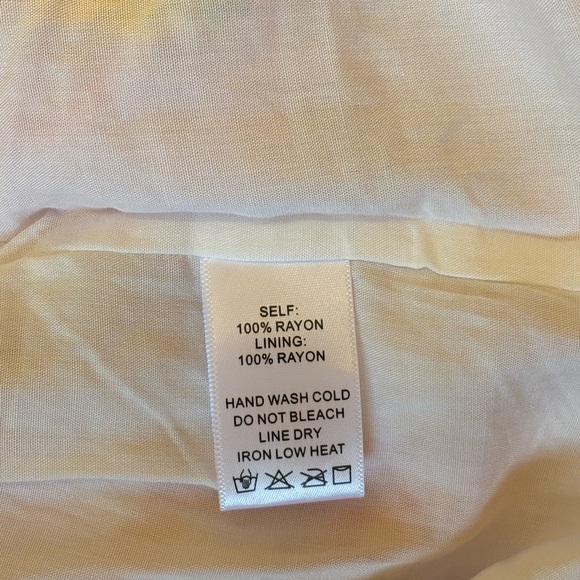 SELF:
100% RAYON
LINING:
100% RAYON
HAND WASH COLD
DO NOT BLEACH
LINE DRY
IRON LOW HEAT